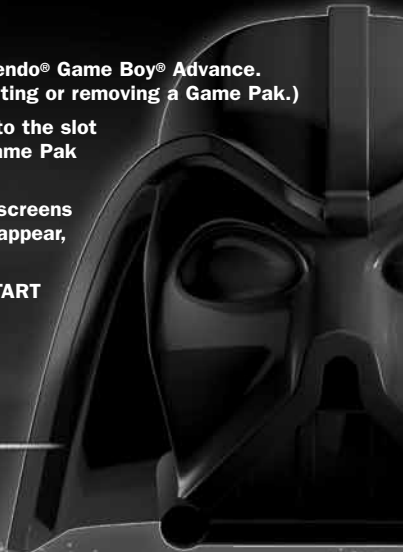 endo® Game Boy® Advance.
ting or removing a Game Pak.)
to the slot
ame Pak
screens
appear,
TART